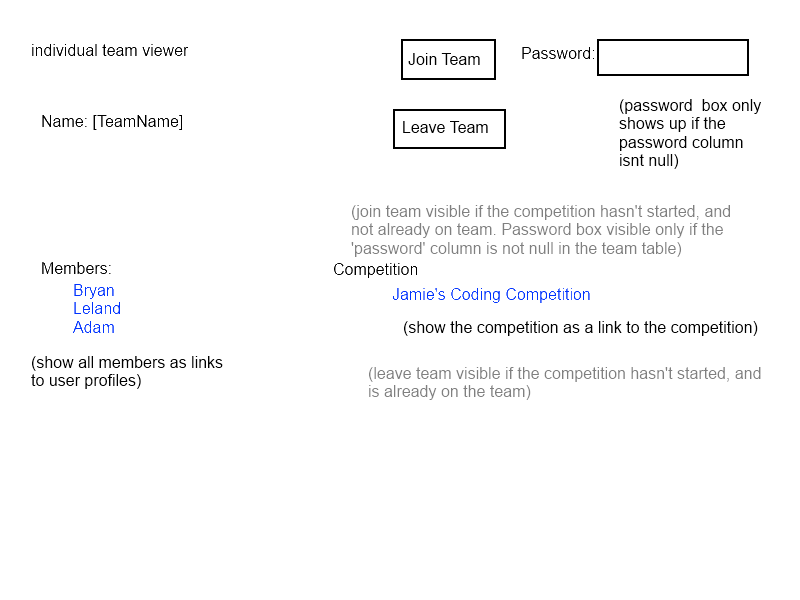 individual team viewer
Join Team
Password:
Name: [TeamName]
Leave Team
(password  box only
shows up if the
password column
isnt null)
(join team visible if the competition hasn't started, and
not already on team. Password box visible only if the
'password' column is not null in the team table)
Members:
Bryan
Leland
Adam
(show all members as links
to user profiles)
Competition
Jamie's Coding Competition
(show the competition as a link to the competition)
(leave team visible if the competition hasn't started, and
is already on the team)